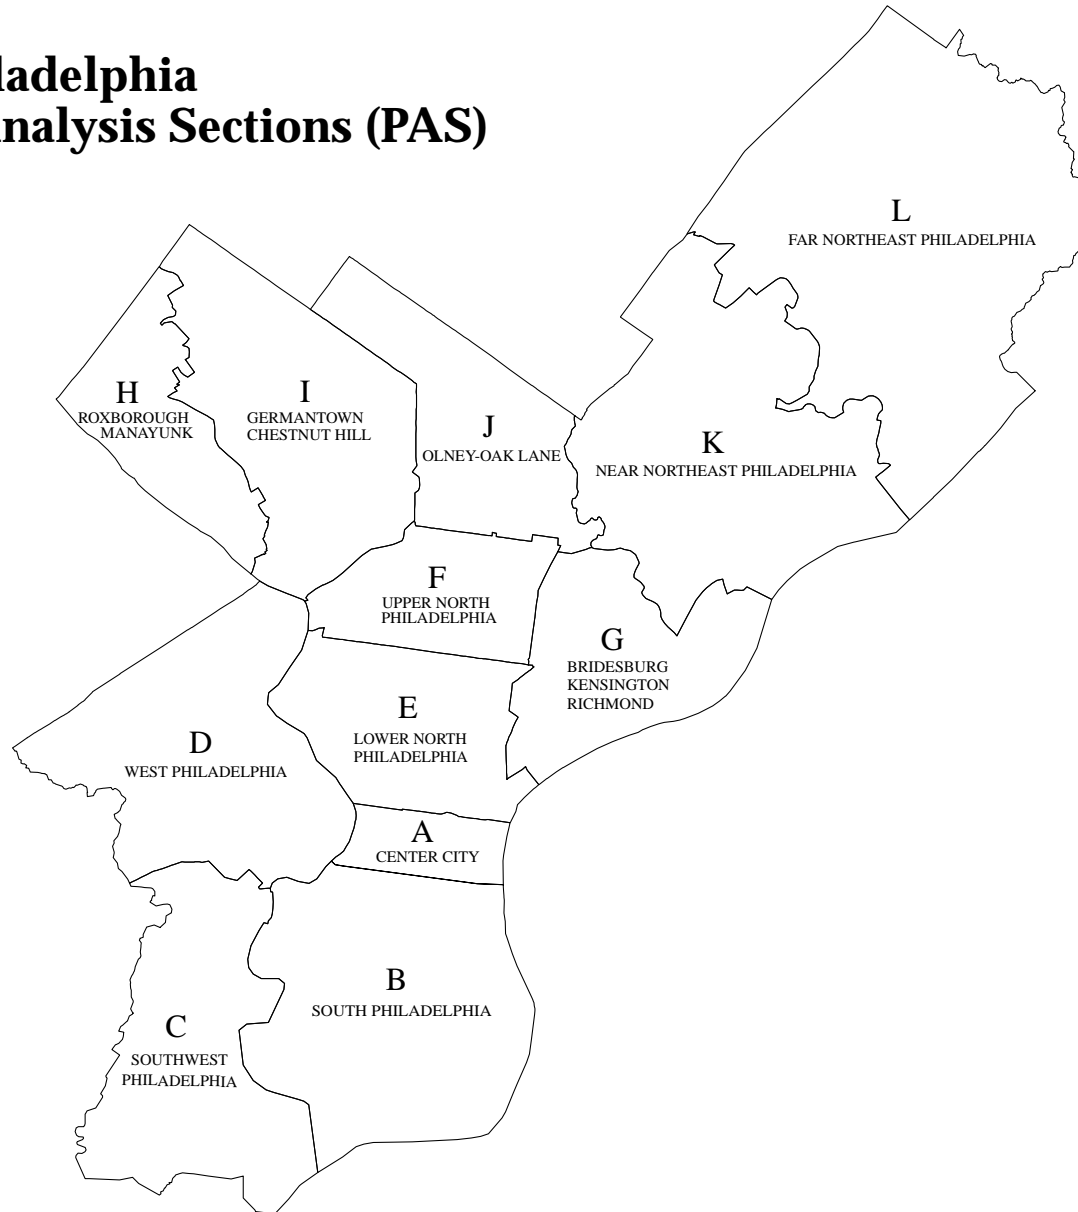 ladelphia
nalysis Sections (PAS)
L
FAR NORTHEAST PHILADELPHIA
H
ROXBOROUGH
MANAYUNK
I
GERMANTOWN
CHESTNUT HILL
J
OLNEY-OAK LANE
K
NEAR NORTHEAST PHILADELPHIA
F
UPPER NORTH
PHILADELPHIA
G
BRIDESBURG
KENSINGTON
RICHMOND
E
LOWER NORTH
PHILADELPHIA
D
WEST PHILADELPHIA
A
CENTER CITY
B
SOUTH PHILADELPHIA
C
SOUTHWEST
PHILADELPHIA